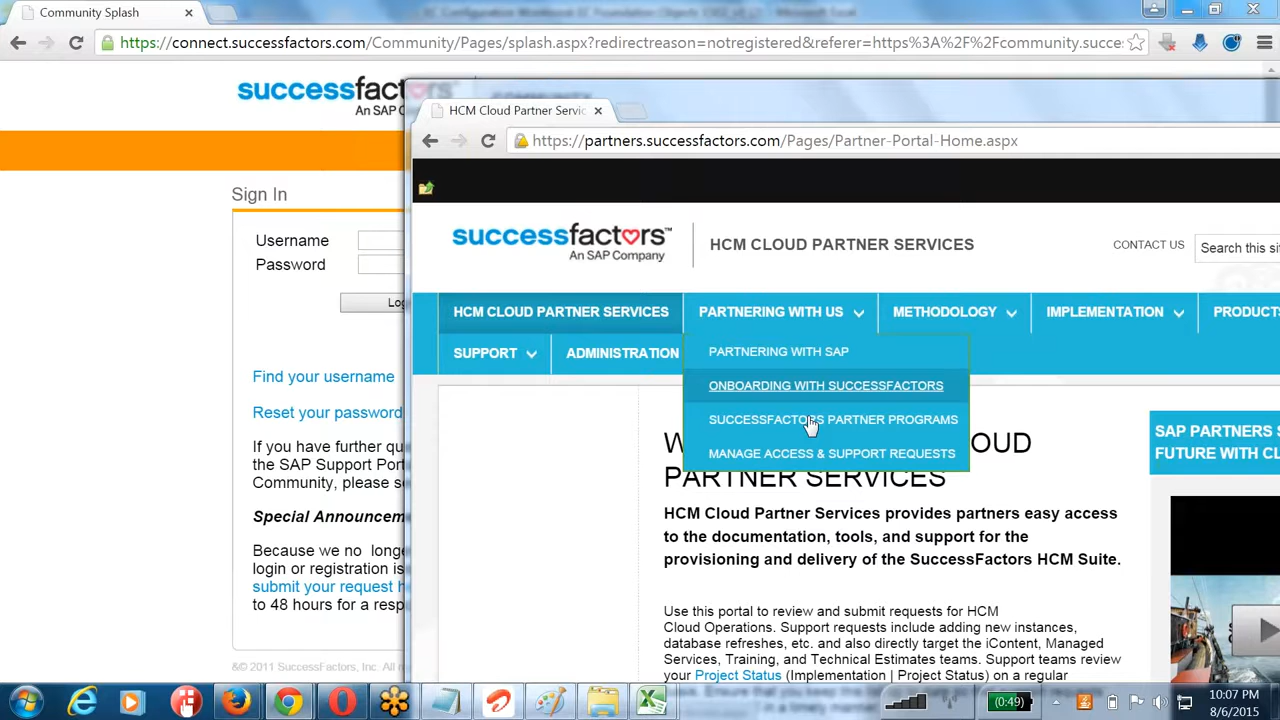 Community Splash
https://connect.successfactors.com/Community/Pages/splash.aspx?redirectreason=notregistered&referer=https%3A%2F%2Fcommunity.succe
successfactors
An SAP C
Sign In
Username
Password
Log
Find your username
Reset your password
If you have further qu
the SAP Support Port
Community, please s
Special Announcem
Because we no longe
login or registration is
submit your request h
to 48 hours for a resp
&© 2011 SuccessFactors, Inc. All
HCM Cloud Partner Servic
https://partners.successfactors.com/Pages/Partner-Portal-Home.aspx
successfactors™
An SAP Company
HCM CLOUD PARTNER SERVICES
CONTACT US
Search this si
HCM CLOUD PARTNER SERVICES
PARTNERING WITH US
METHODOLOGY
IMPLEMENTATION
PRODUCT
SUPPORT
ADMINISTRATION
PARTNERING WITH SAP
ONBOARDING WITH SUCCESSFACTORS
SUCCESSFACTORS PARTNER PROGRAMS
MANAGE ACCESS & SUPPORT REQUESTS
W LOUD
PARTNER SERVICES
HCM Cloud Partner Services provides partners easy access
to the documentation, tools, and support for the
provisioning and delivery of the SuccessFactors HCM Suite.
Use this portal to review and submit requests for HCM
Cloud Operations. Support requests include adding new instances,
database refreshes, etc. and also directly target the iContent, Managed
Services, Training, and Technical Estimates teams. Support teams review
your Project Status (Implementation | Project Status) on a regular
SAP PARTNERS S
FUTURE WITH CL
(0:49)
10:07 PM
8/6/2015